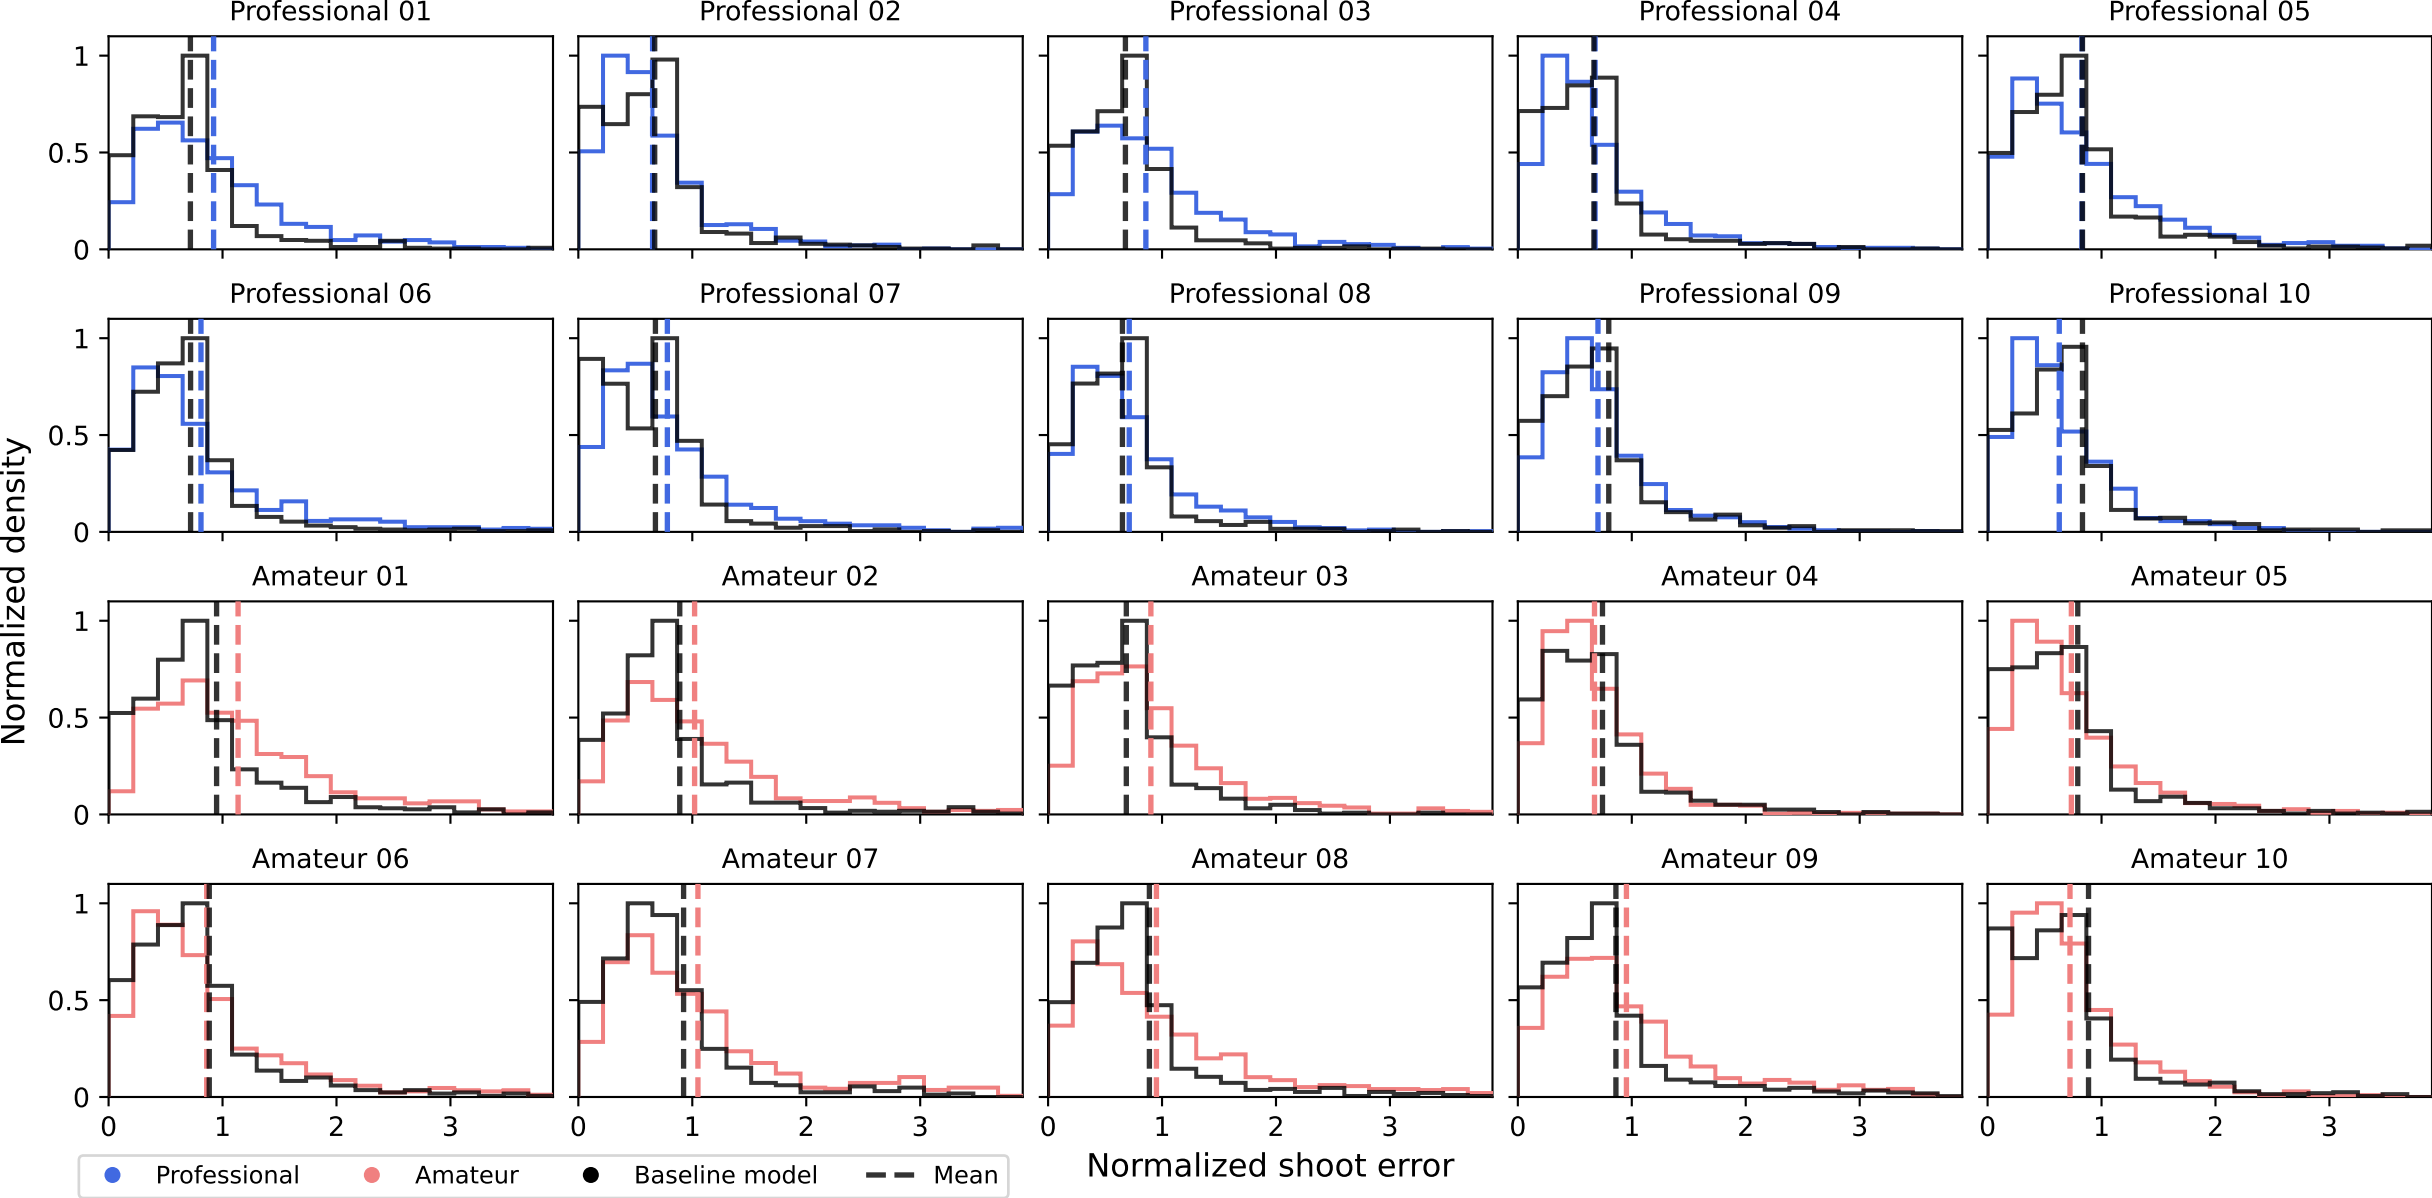 Professional 01
Professional 02
Professional 03
Professional 04
Professional 05
1
0.5
0
Professional 06
Professional 07
Professional 08
Professional 09
Professional 10
1
0.5
0
Normalized density
Amateur 01
Amateur 02
Amateur 03
Amateur 04
Amateur 05
1
0.5
0
Amateur 06
Amateur 07
Amateur 08
Amateur 09
Amateur 10
1
0.5
0
0 1 2 3
0 1 2 3
0 1 2 3
0 1 2 3
0 1 2 3
Normalized shoot error
Professional
Amateur
Baseline model
Mean